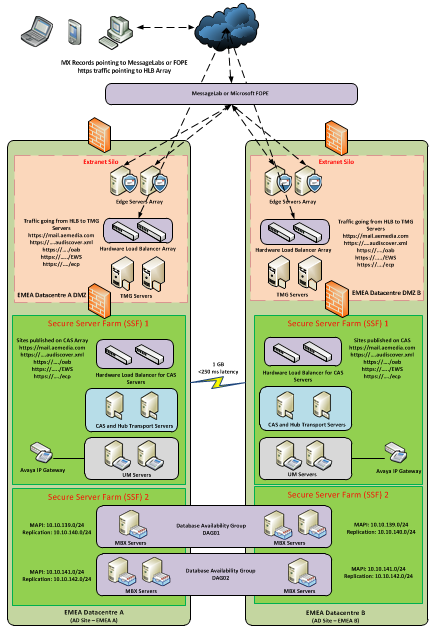 MX Records pointing to MessageLabs or FOPE
https traffic pointing to HLB Array
MessageLab or Microsoft FOPE
Extranet Silo
Edge Servers Array
Traffic going from HLB to TMG
Servers
https://mail.aemedia.com
https://....audiscover.xml
https://..../oab
https://..../EWS
https://..../ecp
Hardware Load Balancer Array
TMG Servers
EMEA Datacentre A DMZ
Extranet Silo
Edge Servers Array
Traffic going from HLB to TMG
Servers
https://mail.aemedia.com
https://....audiscover.xml
https://..../oab
https://..../EWS
https://..../ecp
Hardware Load Balancer Array
TMG Servers
EMEA Datacentre DMZ B
Secure Server Farm (SSF) 1
Sites published on CAS Array
https://mail.aemedia.com
https://....audiscover.xml
https://..../oab
https://..../EWS
https://..../ecp
Hardware Load Balancer for CAS
Servers
CAS and Hub Transport Servers
Avaya IP Gateway
UM Servers
1 GB
<250 ms latency
Secure Server Farm (SSF) 1
Sites published on CAS
https://mail.aemedia.com
https://....audiscover.xml
https://..../oab
https://..../EWS
https://..../ecp
Hardware Load Balancer for CAS
Servers
CAS and Hub Transport Servers
UM Servers
Avaya IP Gateway
Secure Server Farm (SSF) 2
MAPI: 10.10.139.0/24
Replication: 10.10.140.0/24
MBX Servers
Database Availability Group
DAG01
MBX Servers
MAPI: 10.10.139.0/24
Replication: 10.10.140.0/24
Secure Server Farm (SSF) 2
MAPI: 10.10.141.0/24
Replication: 10.10.142.0/24
MBX Servers
Database Availability Group
DAG02
MBX Servers
MAPI: 10.10.141.0/24
Replication: 10.10.142.0/24
EMEA Datacentre A
(AD Site – EMEA A)
EMEA Datacentre B
(AD Site – EMEA B)